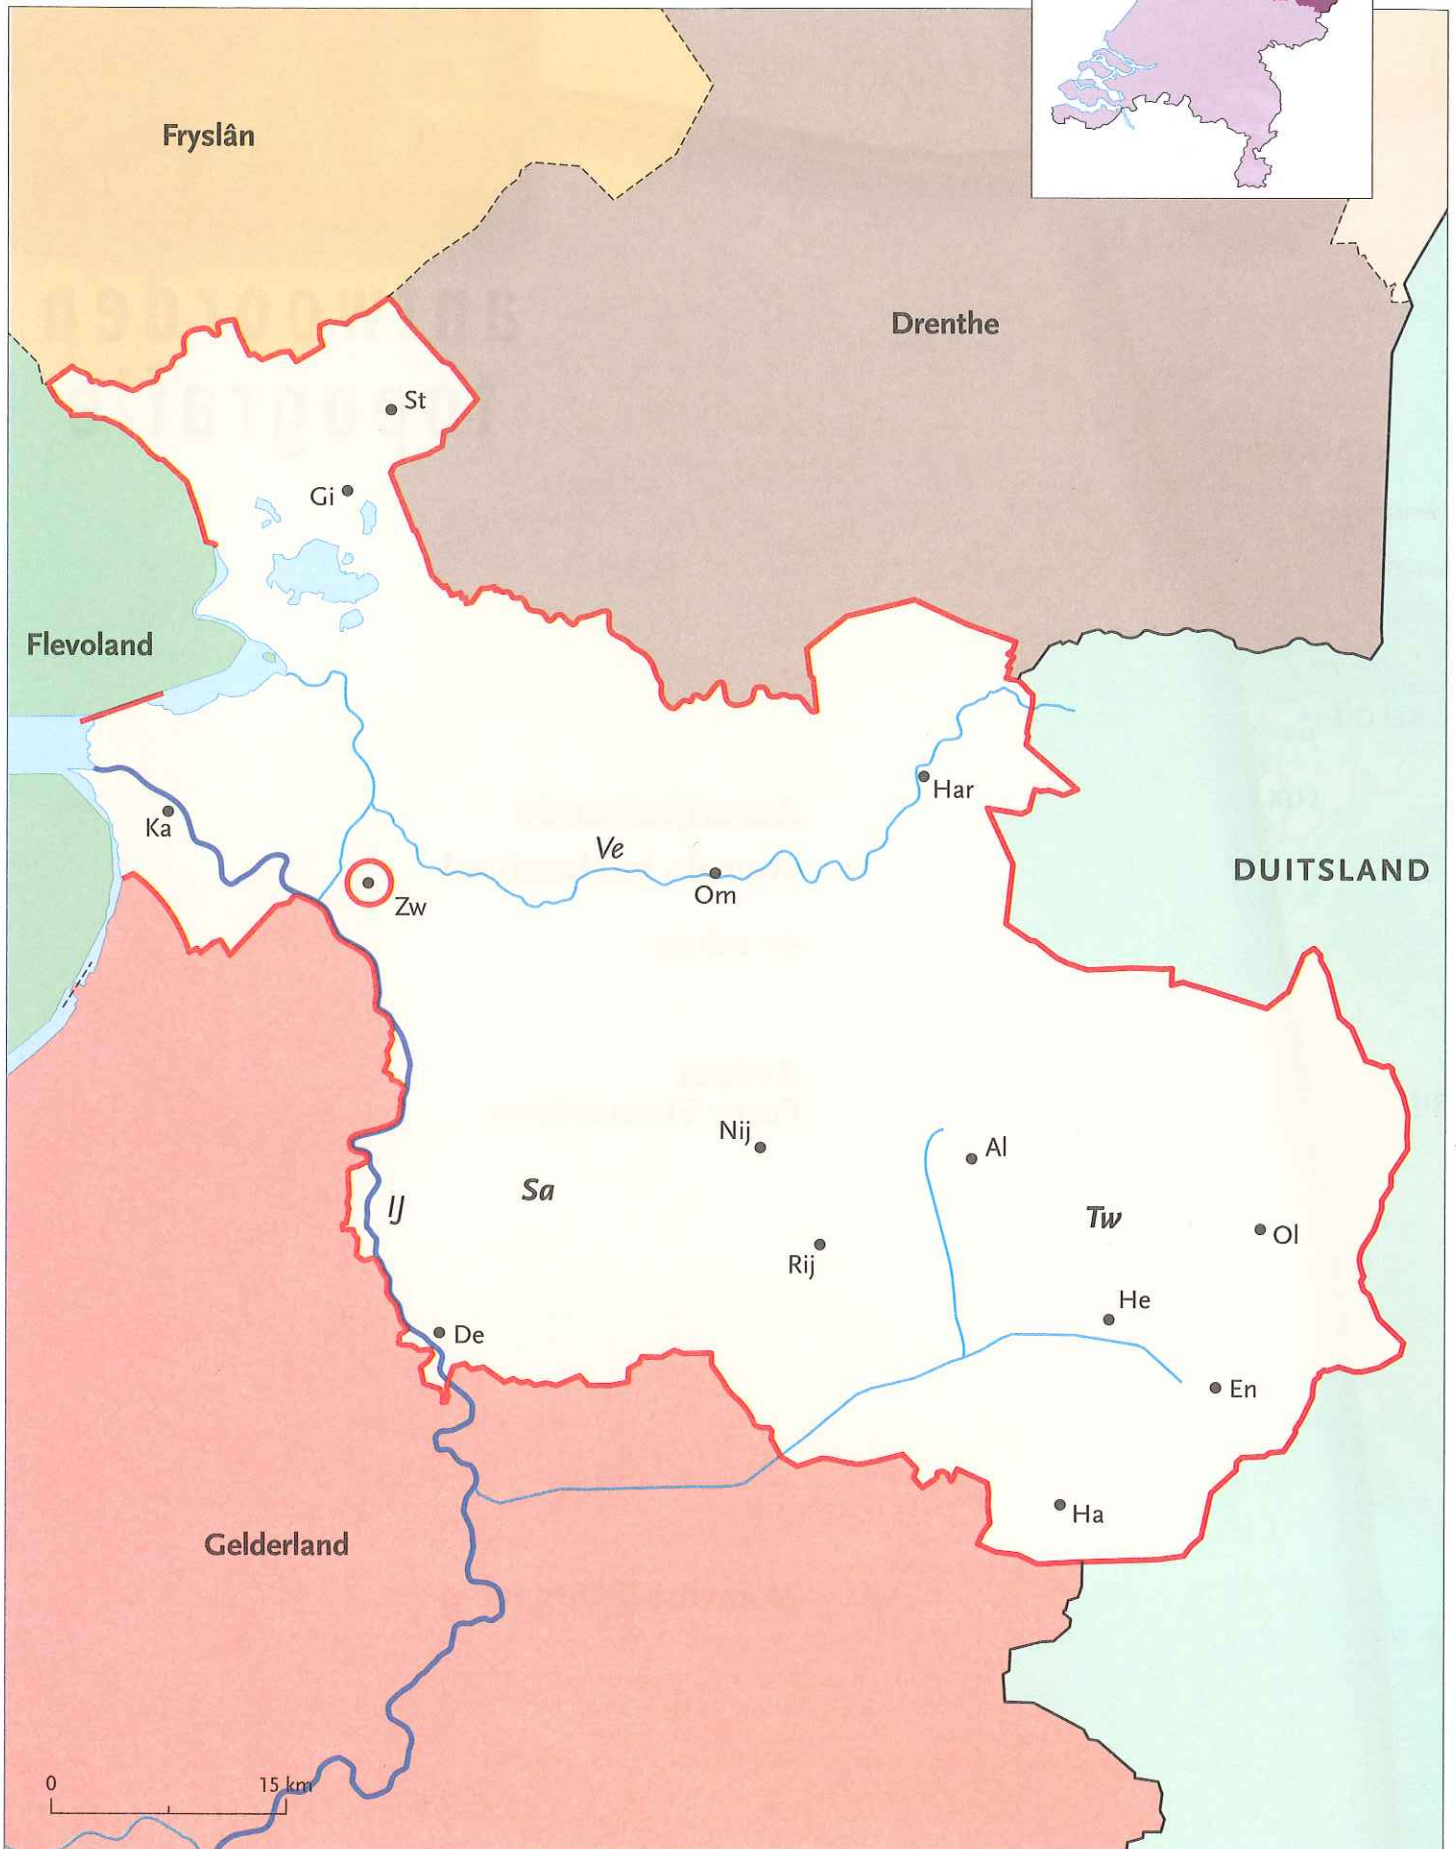 Fryslân
Drenthe
St
Gi
Flevoland
Har
Ka
Ve
DUITSLAND
Om
Zw
Nij
Al
Sa
IJ
Tw
Ol
Rij
He
De
En
Ha
Gelderland
0 15 km